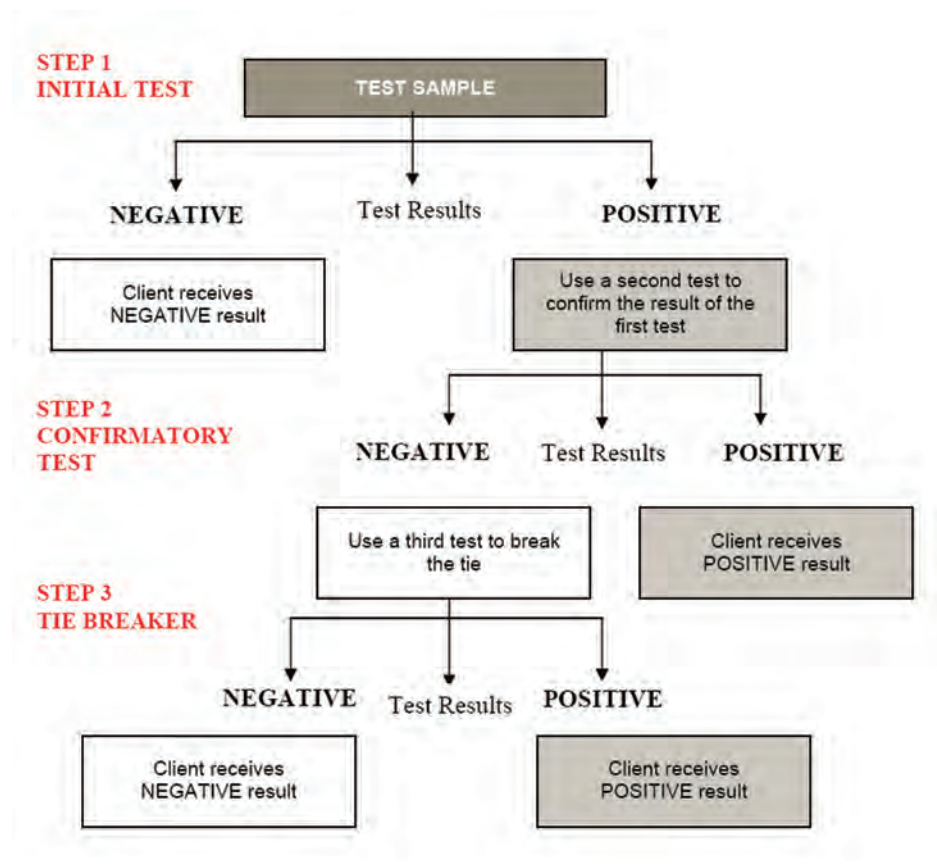 STEP 1
INITIAL TEST
TEST SAMPLE
NEGATIVE
Test Results
POSITIVE
Client receives
NEGATIVE result
Use a second test to
confirm the result of the
first test
STEP 2
CONFIRMATORY
TEST
NEGATIVE
Test Results
POSITIVE
Use a third test to break
the tie
Client receives
POSITIVE result
STEP 3
TIE BREAKER
NEGATIVE
Test Results
POSITIVE
Client receives
NEGATIVE result
Client receives
POSITIVE result